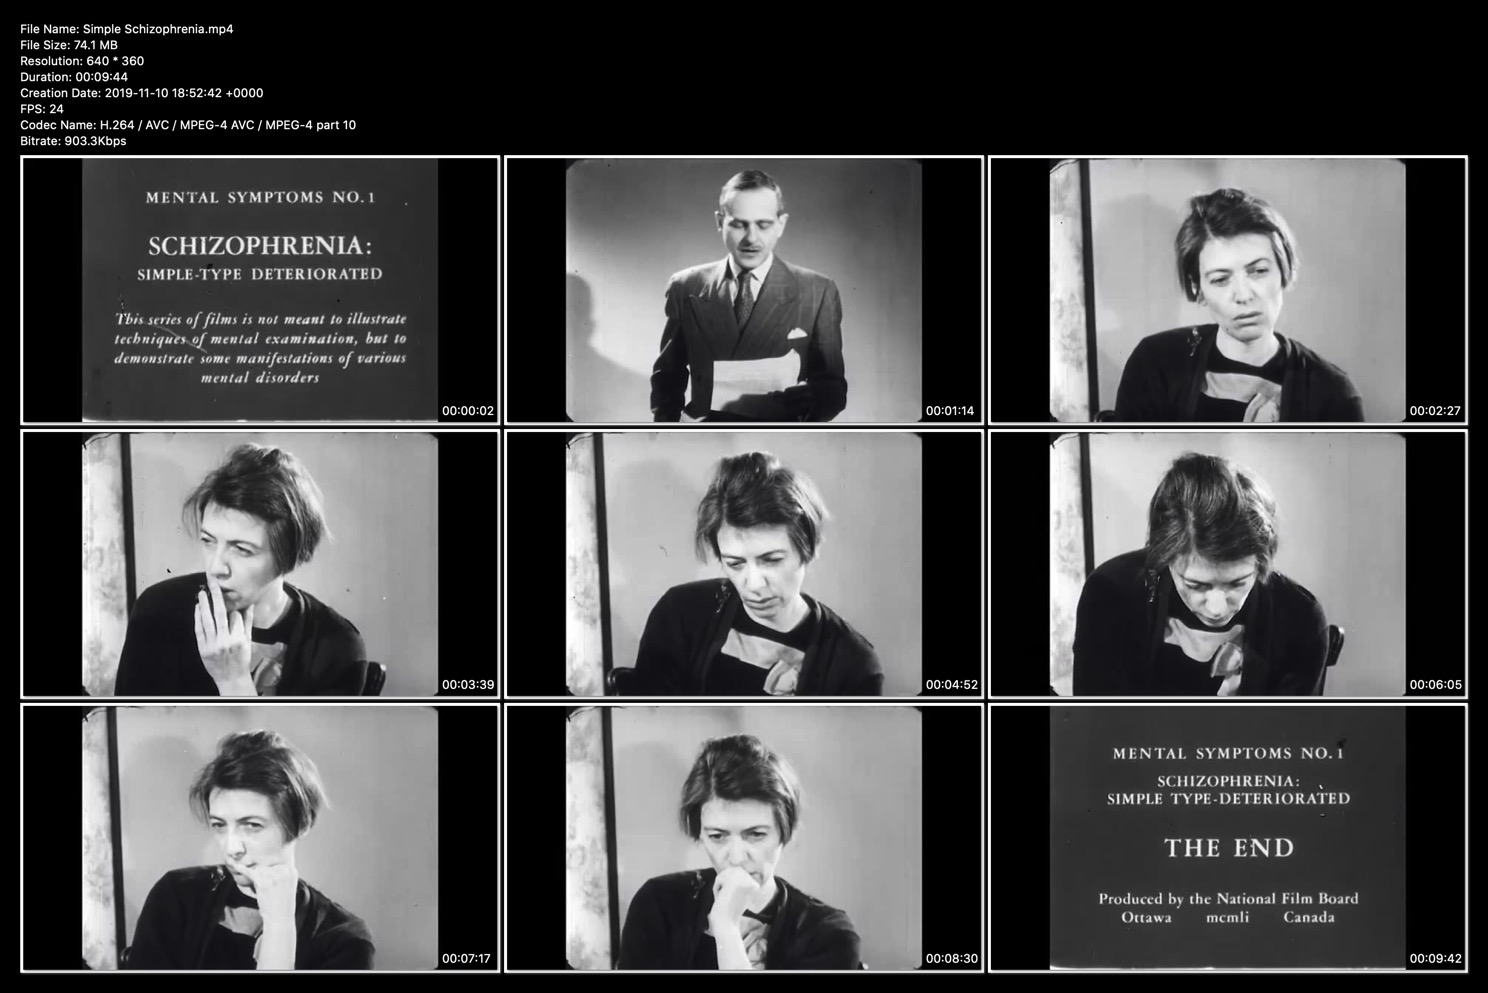 File Name: Simple Schizophrenia.mp4
File Size: 74.1 MB
Resolution: 640 * 360
Duration: 00:09:44
Creation Date: 2019-11-10 18:52:42 +0000
FPS: 24
Codec Name: H.264 / AVC / MPEG-4 AVC / MPEG-4 part 10
Bitrate: 903.3Kbps
MENTAL SYMPTOMS NO. 1
SCHIZOPHRENIA:
SIMPLE-TYPE DETERIORATED
This series of films is not meant to illustrate
techniques of mental examination, but to
demonstrate some manifestations of various
mental disorders
00:00:02
00:01:14
00:02:27
00:03:39
00:04:52
00:06:05
00:07:17
00:08:30
MENTAL SYMPTOMS NO. 1
SCHIZOPHRENIA:
SIMPLE TYPE-DETERIORATED
THE END
Produced by the National Film Board
Ottawa mcmli Canada
00:09:42